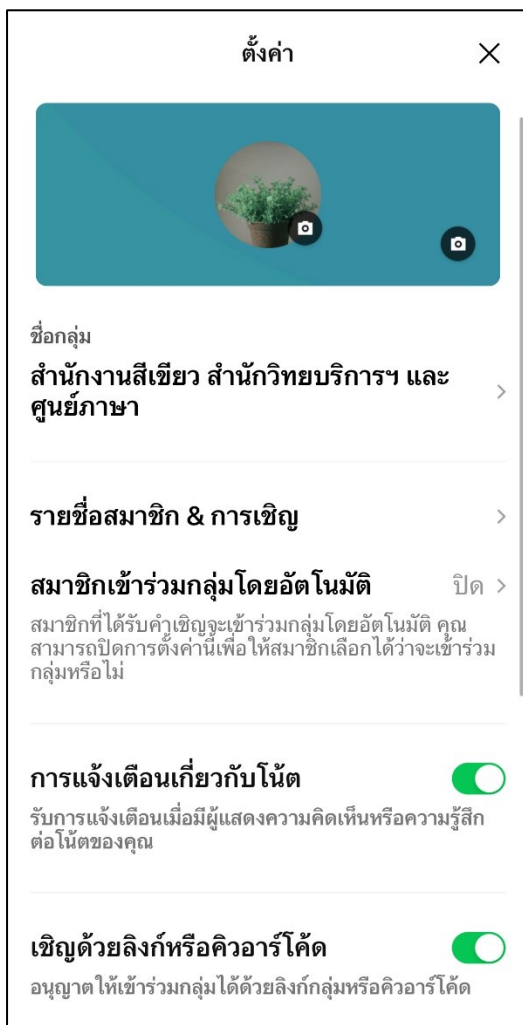 ตั้งค่า
ชื่อกลุ่ม
สำนักงานสีเขียว สำนักวิทยบริการฯ และ
ศูนย์ภาษา
รายชื่อสมาชิก & การเชิญ
สมาชิกเข้าร่วมกลุ่มโดยอัตโนมัติ ปิด
สมาชิกที่ได้รับคำเชิญจะเข้าร่วมกลุ่มโดยอัตโนมัติ คุณ
สามารถปิดการตั้งค่านี้เพื่อให้สมาชิกเลือกได้ว่าจะเข้าร่วม
กลุ่มหรือไม่
การแจ้งเตือนเกี่ยวกับโน้ต
รับการแจ้งเตือนเมื่อมีผู้แสดงความคิดเห็นหรือความรู้สึก
ต่อโน้ตของคุณ
เชิญด้วยลิงก์หรือคิวอาร์โค้ด
อนุญาตให้เข้าร่วมกลุ่มได้ด้วยลิงก์กลุ่มหรือคิวอาร์โค้ด